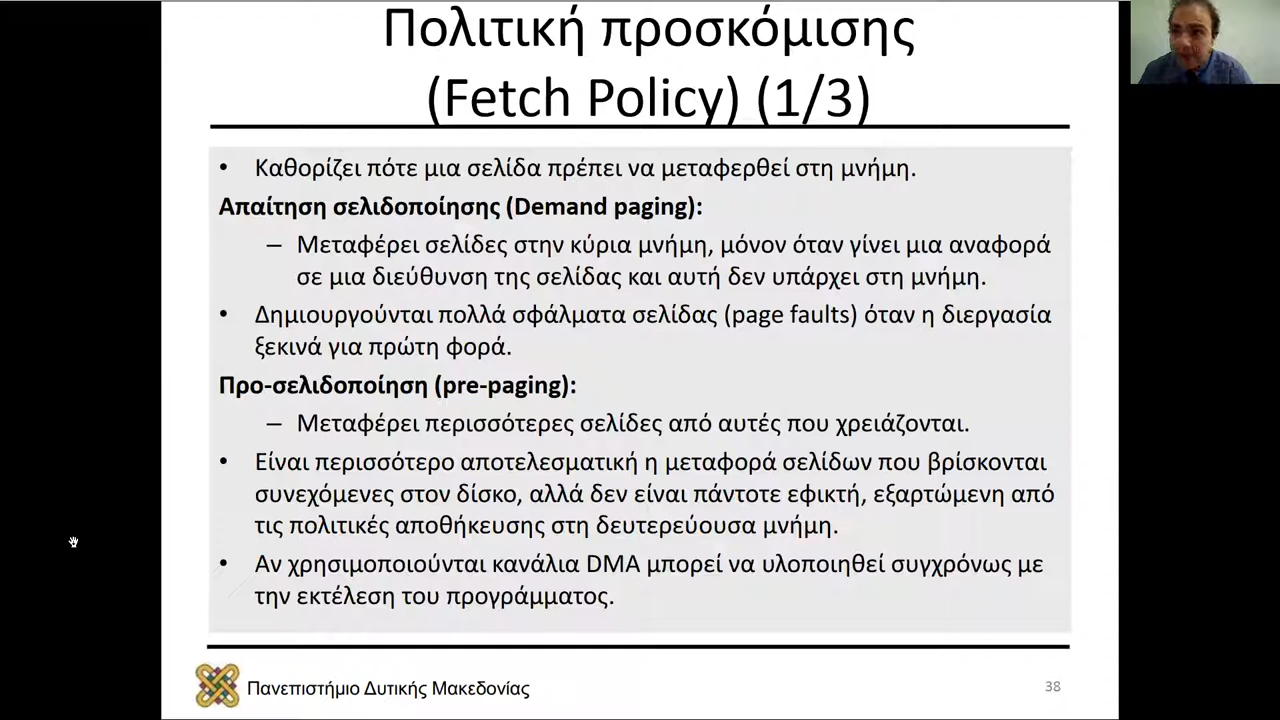 Πολιτική προσκόμισης
(Fetch Policy) (1/3)
• Καθορίζει πότε μια σελίδα πρέπει να μεταφερθεί στη μνήμη.
Απαίτηση σελιδοποίησης (Demand paging):
– Μεταφέρει σελίδες στην κύρια μνήμη, μόνον όταν γίνει μια αναφορά
σε μια διεύθυνση της σελίδας και αυτή δεν υπάρχει στη μνήμη.
• Δημιουργούνται πολλά σφάλματα σελίδας (page faults) όταν η διεργασία
ξεκινά για πρώτη φορά.
Προ-σελιδοποίηση (pre-paging):
– Μεταφέρει περισσότερες σελίδες από αυτές που χρειάζονται.
• Είναι περισσότερο αποτελεσματική η μεταφορά σελίδων που βρίσκονται
συνεχόμενες στον δίσκο, αλλά δεν είναι πάντοτε εφικτή, εξαρτώμενη από
τις πολιτικές αποθήκευσης στη δευτερεύουσα μνήμη.
• Αν χρησιμοποιούνται κανάλια DMA μπορεί να υλοποιηθεί συγχρόνως με
την εκτέλεση του προγράμματος.
Πανεπιστήμιο Δυτικής Μακεδονίας
38